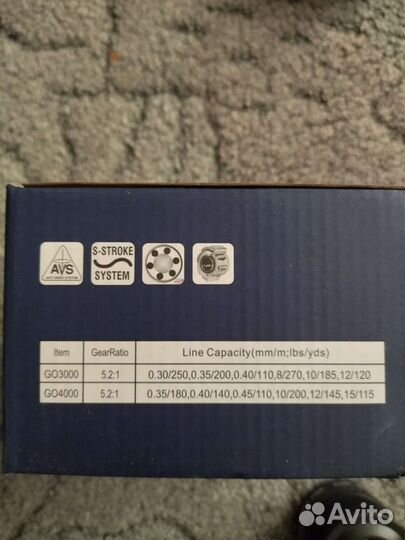 AVS
S-STROKE
SYSTEM
Item GearRatio Line Capacity(mm/m;lbs/yds)
GO3000 5.2:1 0.30/250,0.35/200,0.40/110,8/270,10/185,12/120
GO4000 5.2:1 0.35/180,0.40/140,0.45/110,10/200,12/145,15/115
Avito